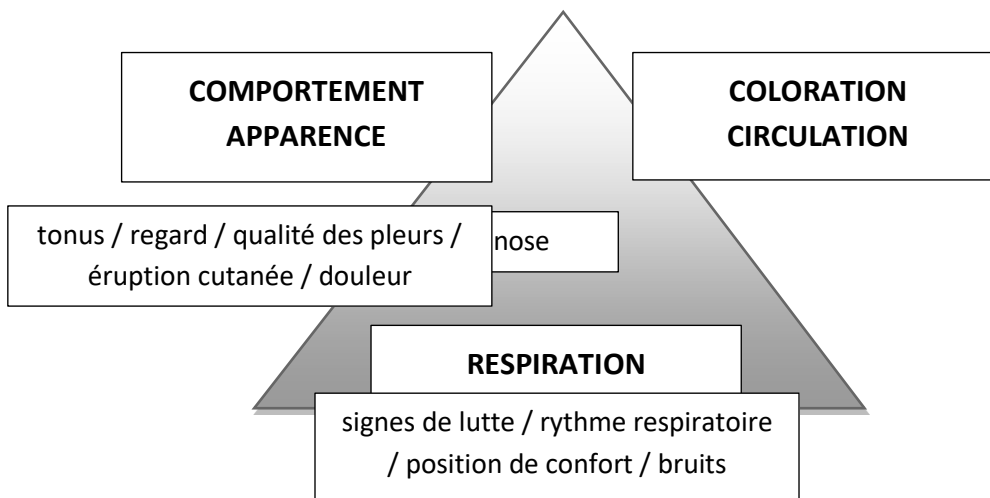 COMPORTEMENT
APPARENCE
COLORATION
CIRCULATION
tonus / regard / qualité des pleurs /
éruption cutanée / douleur
nose
RESPIRATION
signes de lutte / rythme respiratoire
/ position de confort / bruits